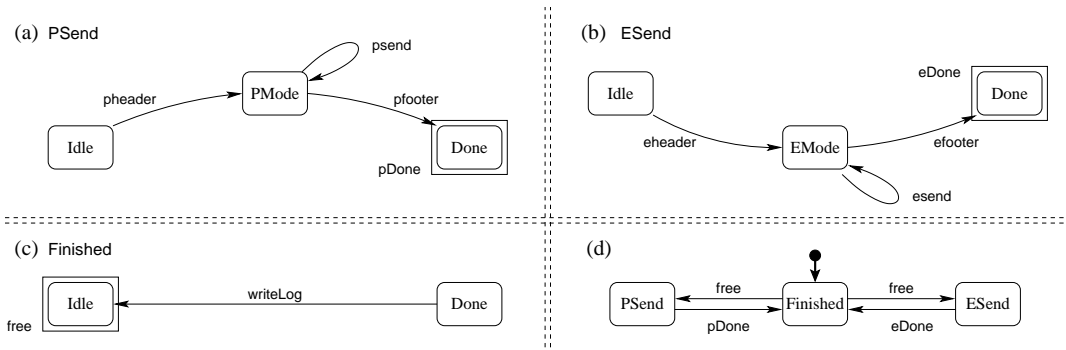 (a) PSend
psend
pheader
PMode
pfooter
Idle
Done
pDone
(b) ESend
eDone
Idle
Done
eheader
EMode
efooter
esend
(c) Finished
Idle
writeLog
Done
free
(d)
free
free
PSend
Finished
ESend
pDone
eDone